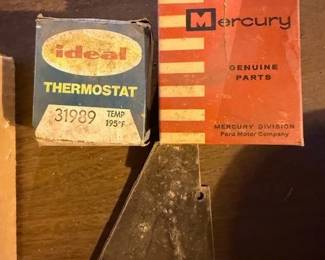 ideal
THERMOSTAT
31989
TEMP
195°F
Mercury
GENUINE
PARTS
MERCURY DIVISION
Ford Motor Company